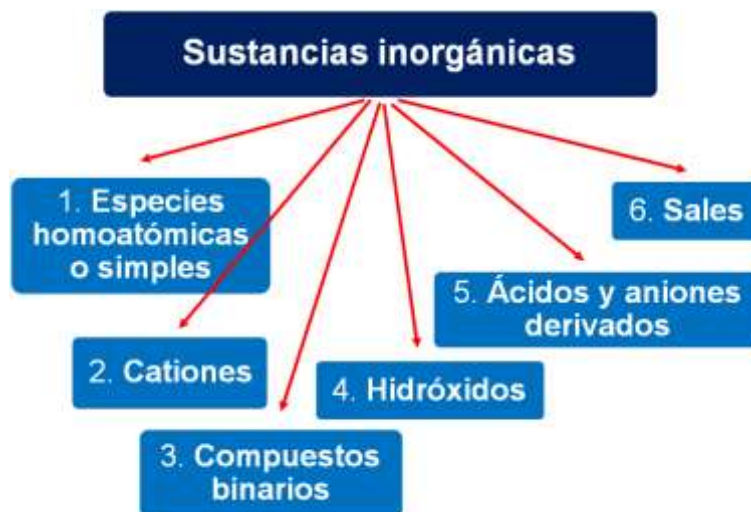 Sustancias inorgánicas
1. Especies
homoatómicas
o simples
2. Cationes
3. Compuestos
binarios
4. Hidróxidos
5. Ácidos y aniones
derivados
6. Sales